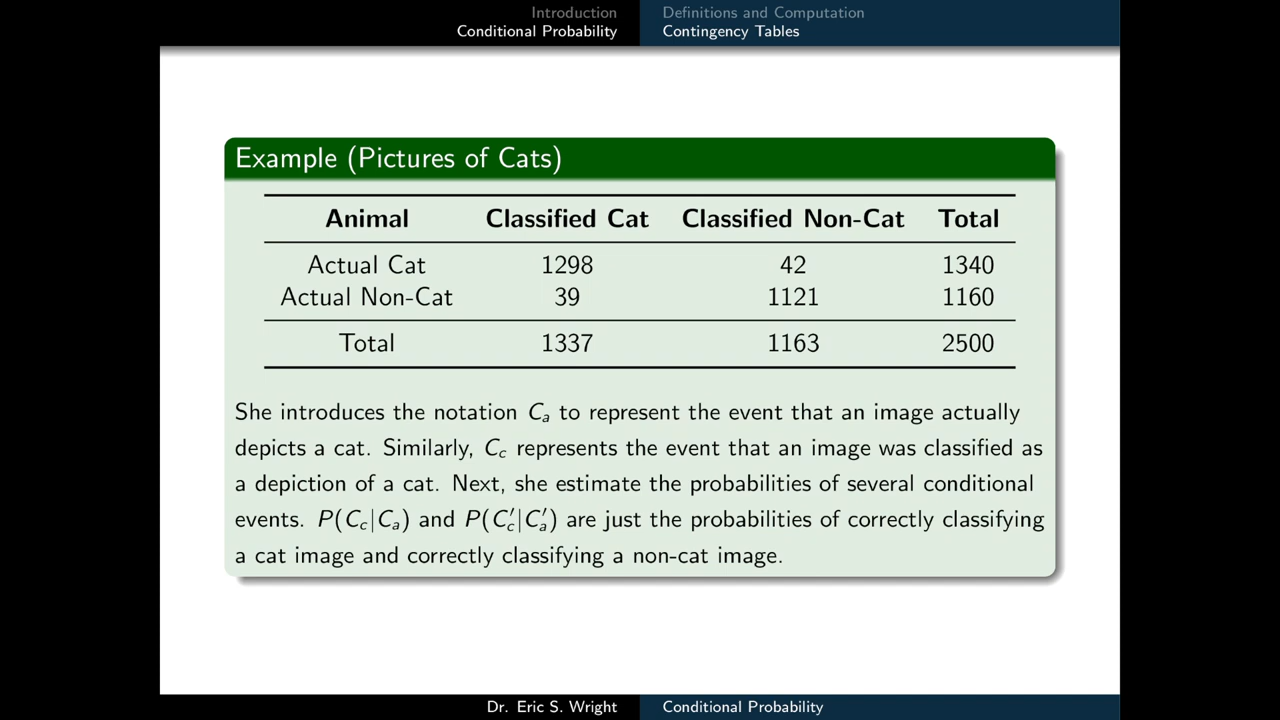 Introduction
Conditional Probability
Definitions and Computation
Contingency Tables
Example (Pictures of Cats)
Animal Classified Cat Classified Non-Cat Total
Actual Cat 1298 42 1340
Actual Non-Cat 39 1121 1160
Total 1337 1163 2500
She introduces the notation C_a to represent the event that an image actually
depicts a cat. Similarly, C_c represents the event that an image was classified as
a depiction of a cat. Next, she estimate the probabilities of several conditional
events. P(C_c|C_a) and P(C′_c|C′_a) are just the probabilities of correctly classifying
a cat image and correctly classifying a non-cat image.
Dr. Eric S. Wright
Conditional Probability